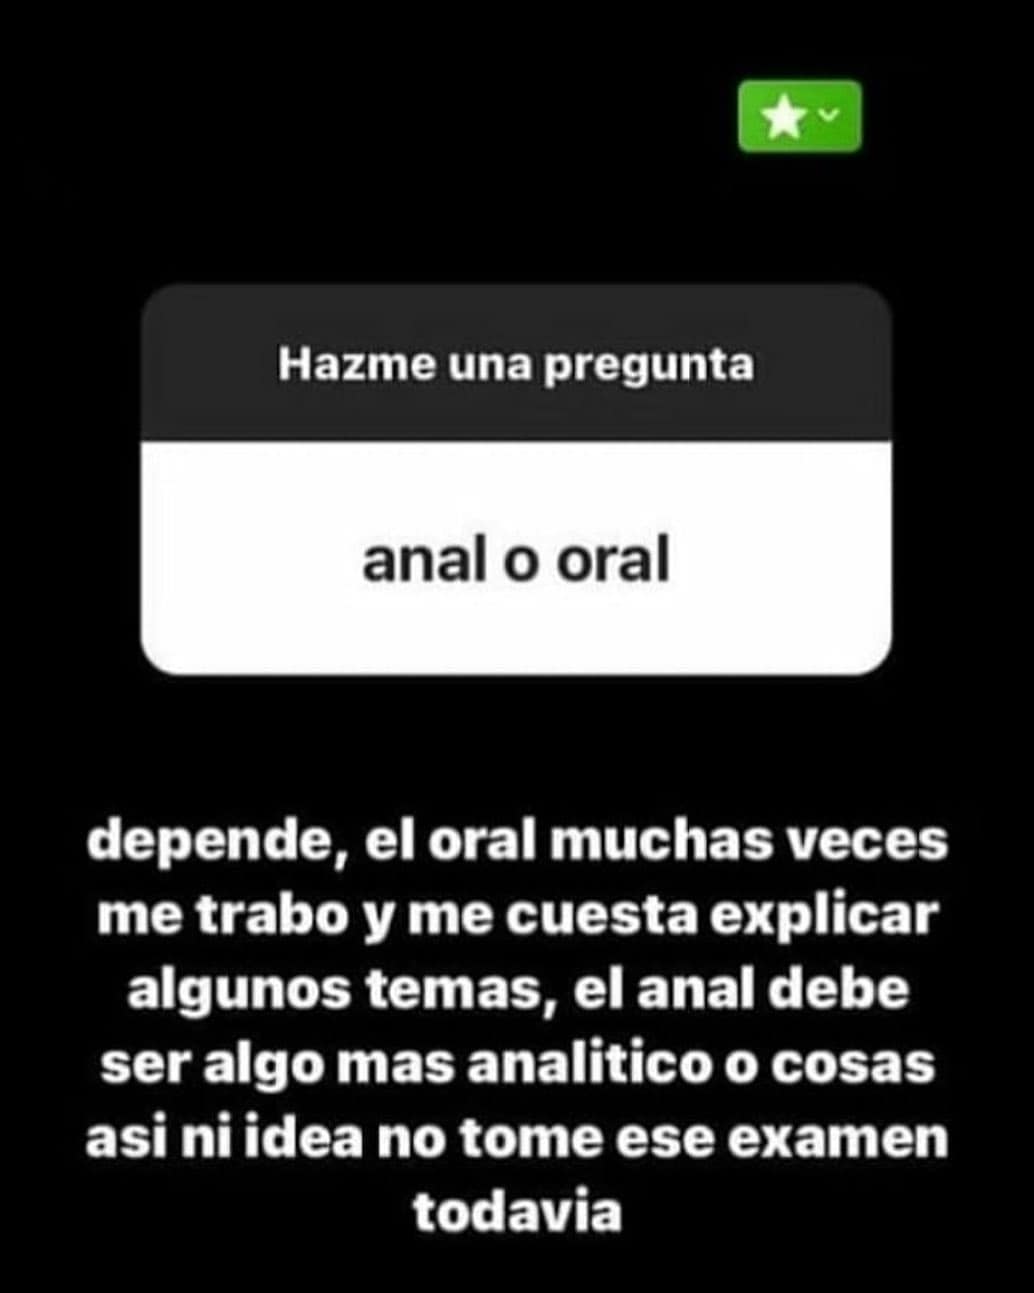 Hazme una pregunta
anal o oral
depende, el oral muchas veces
me trabo y me cuesta explicar
algunos temas, el anal debe
ser algo mas analitico o cosas
asi ni idea no tome ese examen
todavia